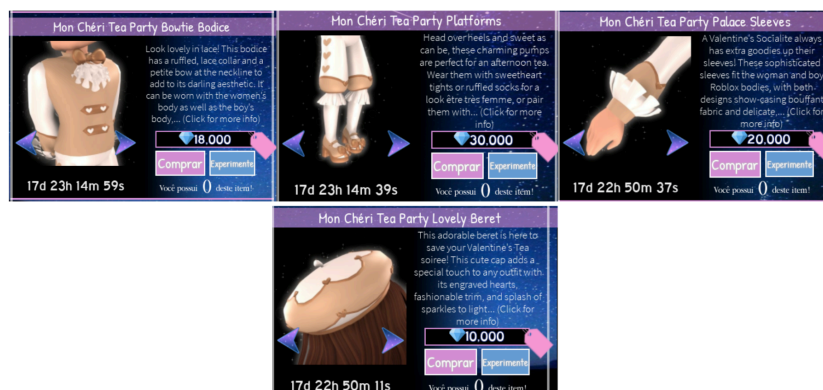 Mon Chéri Tea Party Bowtie Bodice
Look lovely in lace! This bodice
has a ruffled, lace collar and a
petite bow at the neckline to
add to its darling aesthetic. It
can be worn with the women's
body as well as the boy's
body,... (Click for more info)
18.000
Comprar
Experimente
Você possui 0 deste item!
17d 23h 14m 59s
Mon Chéri Tea Party Platforms
Head over heels and sweet as
can be, these charming pumps
are perfect for an afternoon tea.
Wear them with sweetheart
tights or ruffled socks for a
look être très femme, or pair
them with... (Click for more
info)
30.000
Comprar
Experimente
Você possui 0 deste item!
17d 23h 14m 39s
Mon Chéri Tea Party Palace Sleeves
A Valentine's Socialite always
has extra goodies up their
sleeves! These sophisticated
sleeves fit the woman and boy
Roblox bodies, with both
designs show-casing bouffant
fabric and delicate,... (Click for
more info)
20.000
Comprar
Experimente
Você possui 0 deste item!
17d 22h 50m 37s
Mon Chéri Tea Party Lovely Beret
This adorable beret is here to
save your Valentine's Tea
soiree! This cute cap adds a
special touch to any outfit with
its engraved hearts,
fashionable trim, and splash of
sparkles to light... (Click for
more info)
10.000
Comprar
Experimente
Você possui 0 deste item!
17d 22h 50m 11s